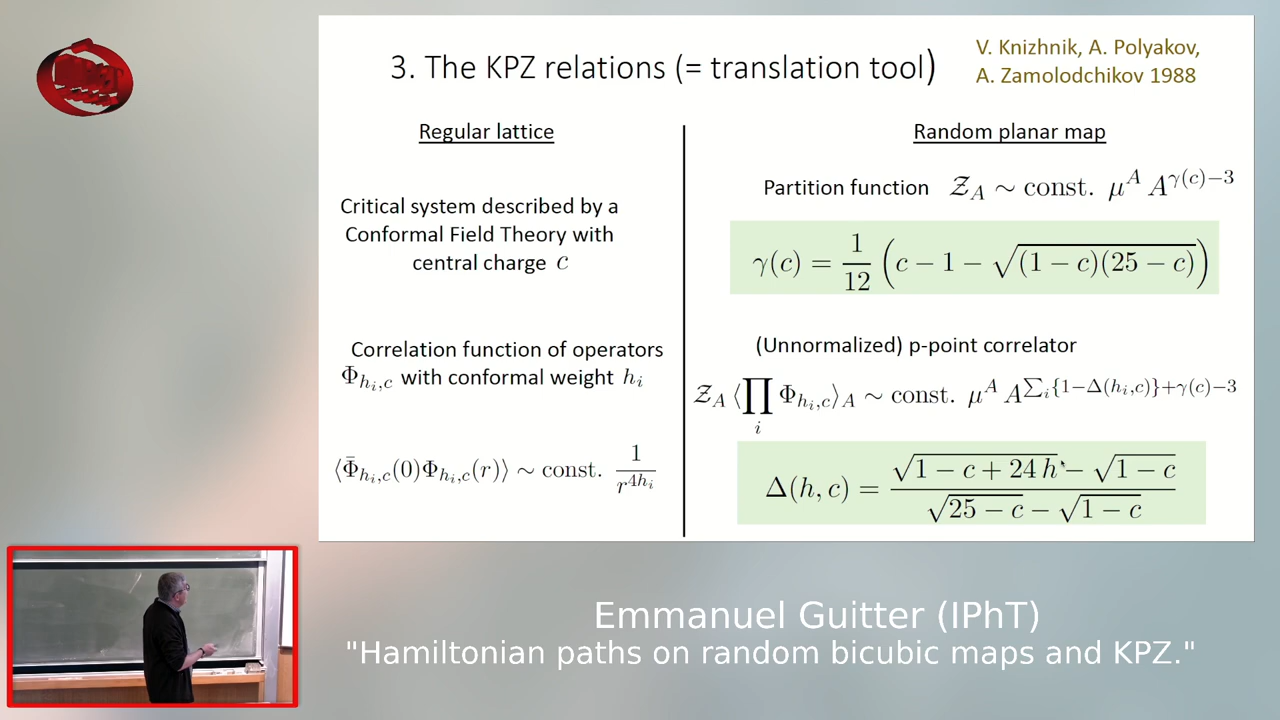 3. The KPZ relations (= translation tool)
V. Knizhnik, A. Polyakov,
A. Zamolodchikov 1988
Regular lattice
Critical system described by a
Conformal Field Theory with
central charge c
Correlation function of operators
Φ_{h_i,c} with conformal weight h_i
⟨Φ̄_{h_i,c}(0)Φ_{h_i,c}(r)⟩ ∼ const. 1/r^{4h_i}
Random planar map
Partition function 𝒵_A ∼ const. μ^A A^{γ(c)−3}
γ(c) = 1/12 (c − 1 − √((1 − c)(25 − c)))
(Unnormalized) p-point correlator
𝒵_A ⟨∏_i Φ_{h_i,c}⟩_A ∼ const. μ^A A^{∑_i{1−Δ(h_i,c)}+γ(c)−3}
Δ(h, c) = (√(1 − c + 24 h) − √(1 − c)) / (√(25 − c) − √(1 − c))
Emmanuel Guitter (IPhT)
"Hamiltonian paths on random bicubic maps and KPZ."